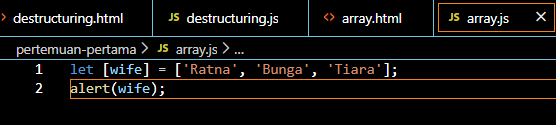 destructuring.html JS destructuring.js <> array.html JS array.js ×
pertemuan-pertama > JS array.js > ...
1 let [wife] = ['Ratna', 'Bunga', 'Tiara'];
2 alert(wife);